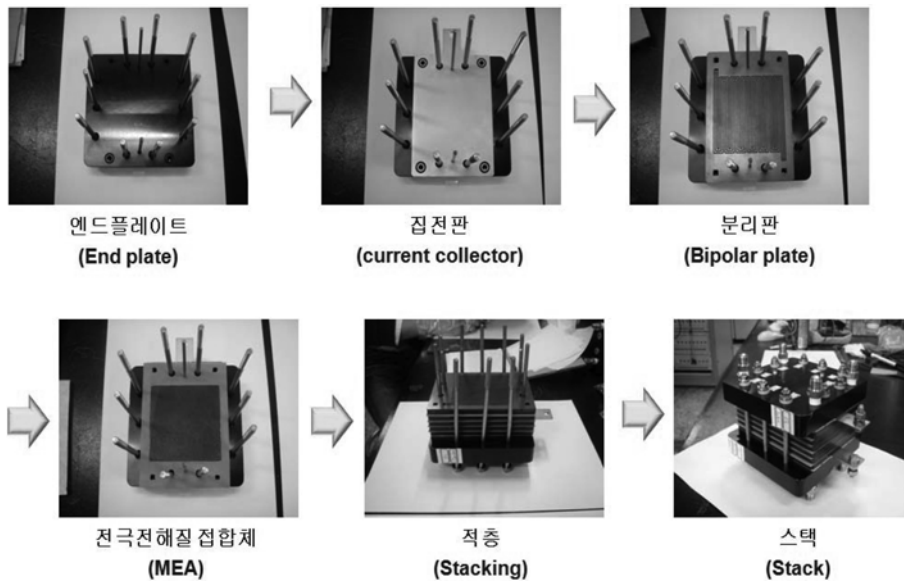 엔드플레이트
(End plate)
집전판
(current collector)
분리판
(Bipolar plate)
전극전해질 접합체
(MEA)
적층
(Stacking)
스택
(Stack)